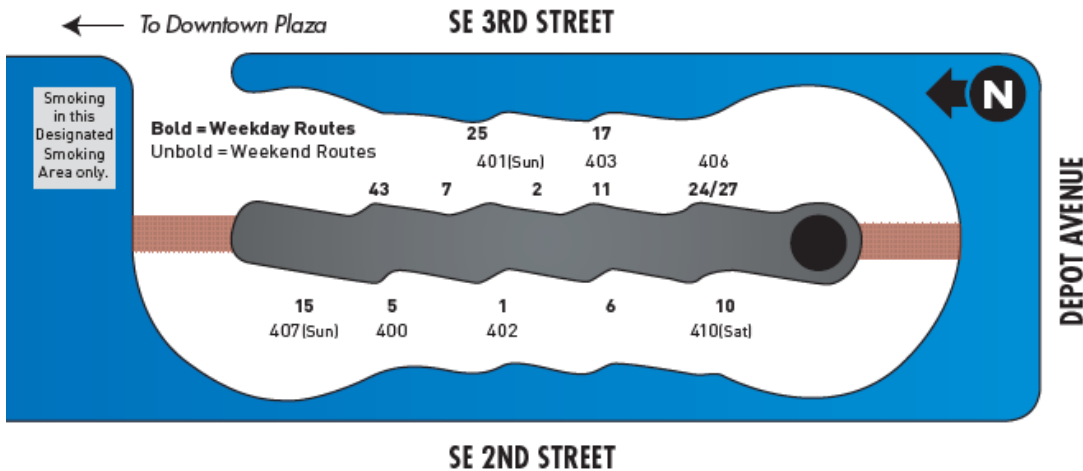 To Downtown Plaza
SE 3RD STREET
N
Smoking
in this
Designated
Smoking
Area only.
Bold = Weekday Routes
Unbold = Weekend Routes
25 17
401(Sun) 403 406
43 7 2 11 24/27
15 5 1 6 10
407(Sun) 400 402 410(Sat)
DEPOT AVENUE
SE 2ND STREET